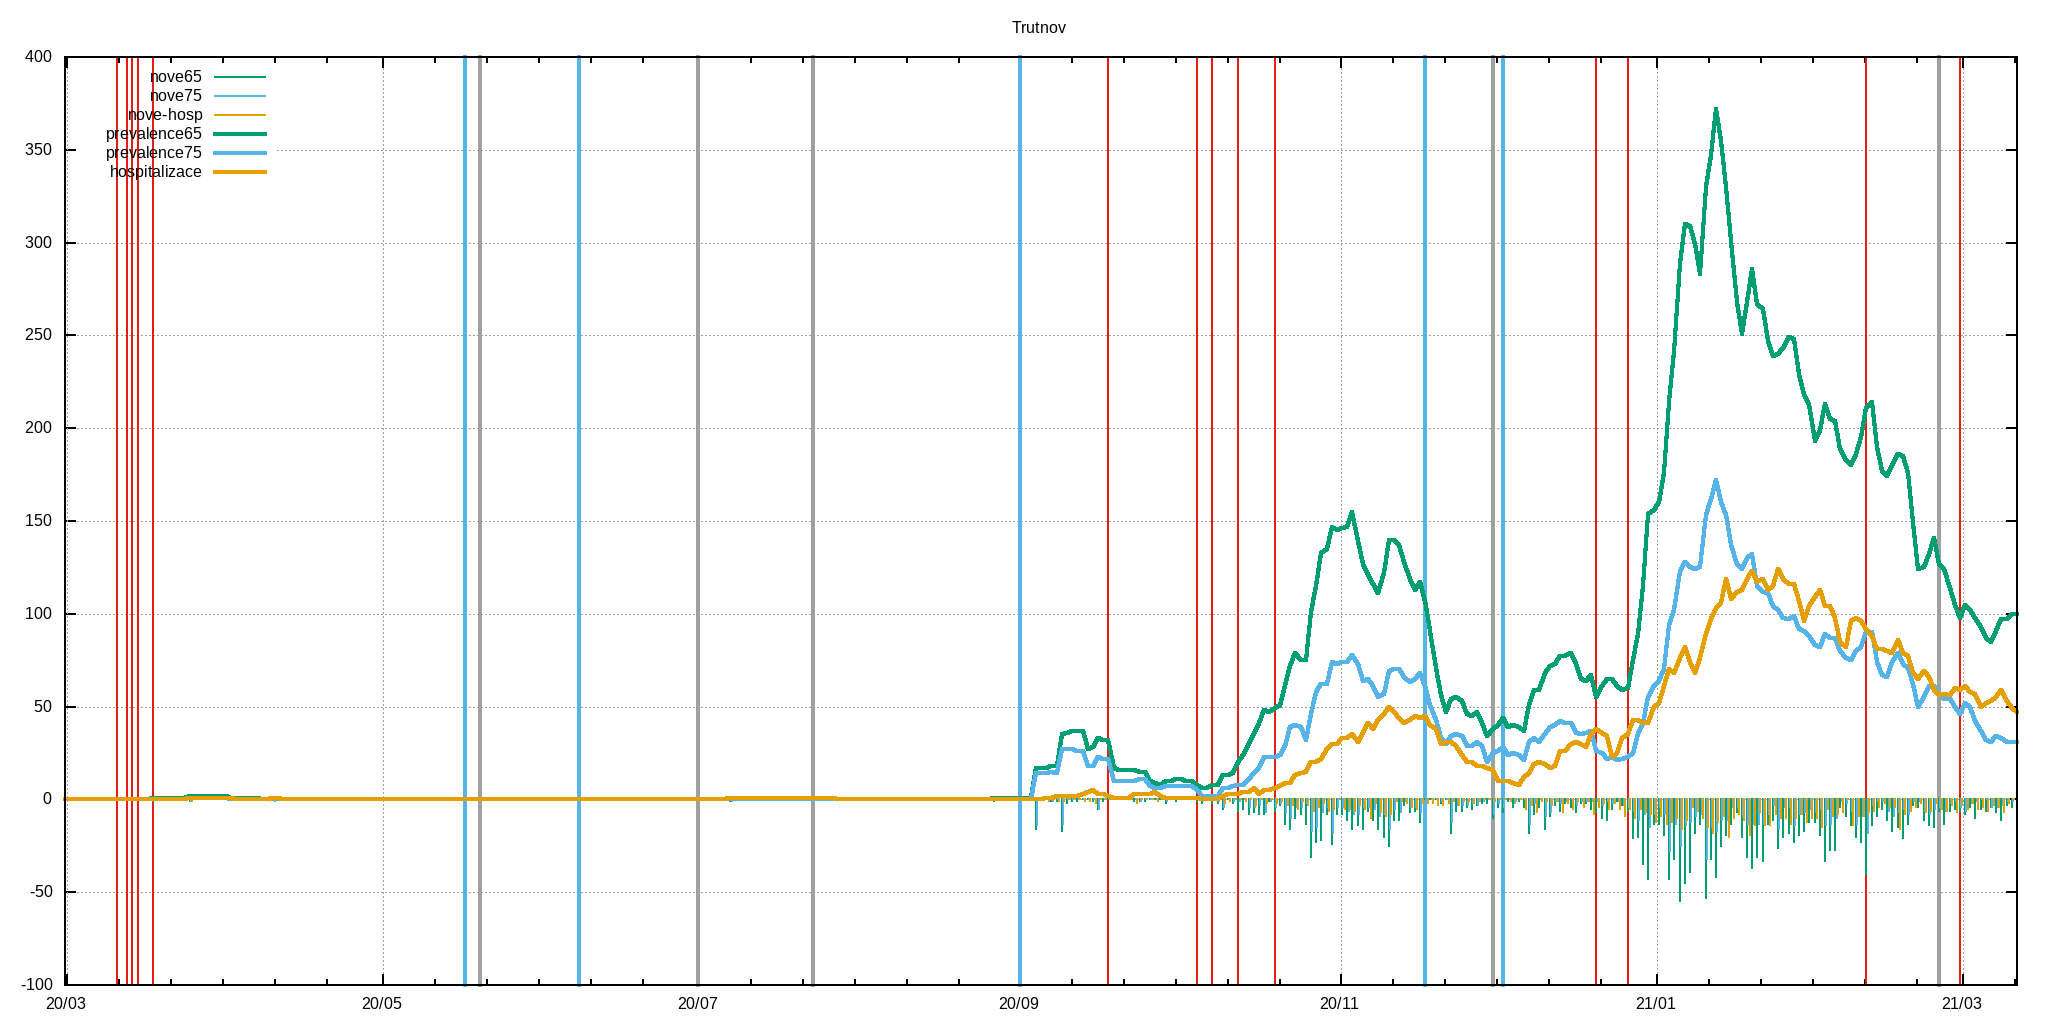 Trutnov
400
350
300
250
200
150
100
50
0
-50
-100
nove65
nove75
nove-hosp
prevalence65
prevalence75
hospitalizace
20/03 20/05 20/07 20/09 20/11 21/01 21/03